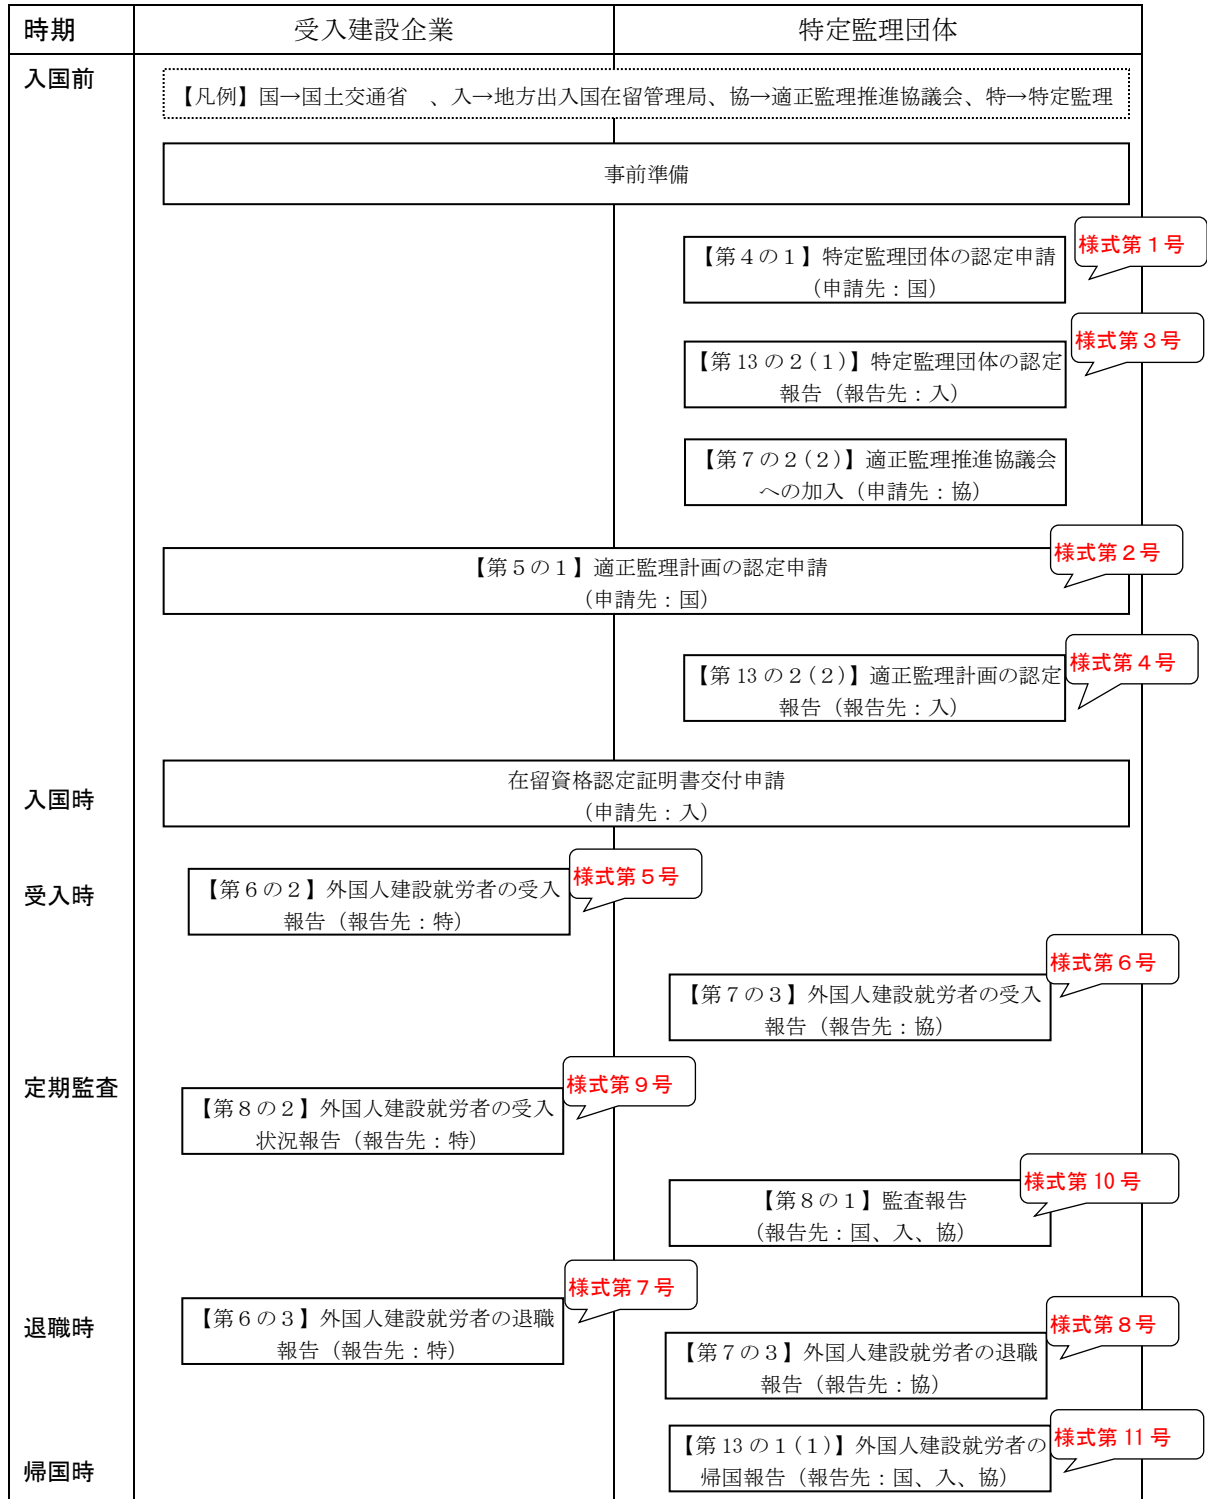 時期 受入建設企業 特定監理団体
入国前
【凡例】国→国土交通省　、入→地方出入国在留管理局、協→適正監理推進協議会、特→特定監理
事前準備
様式第１号
【第４の１】特定監理団体の認定申請
（申請先：国）
様式第３号
【第 13 の２(１)】特定監理団体の認定
報告（報告先：入）
【第７の２(２)】適正監理推進協議会
への加入（申請先：協）
様式第２号
【第５の１】適正監理計画の認定申請
（申請先：国）
様式第４号
【第 13 の２(２)】適正監理計画の認定
報告（報告先：入）
入国時
在留資格認定証明書交付申請
（申請先：入）
受入時
様式第５号
【第６の２】外国人建設就労者の受入
報告（報告先：特）
様式第６号
【第７の３】外国人建設就労者の受入
報告（報告先：協）
定期監査
様式第９号
【第８の２】外国人建設就労者の受入
状況報告（報告先：特）
様式第 10 号
【第８の１】監査報告
（報告先：国、入、協）
退職時
様式第７号
【第６の３】外国人建設就労者の退職
報告（報告先：特）
様式第８号
【第７の３】外国人建設就労者の退職
報告（報告先：協）
帰国時
様式第 11 号
【第 13 の１(１)】外国人建設就労者の
帰国報告（報告先：国、入、協）